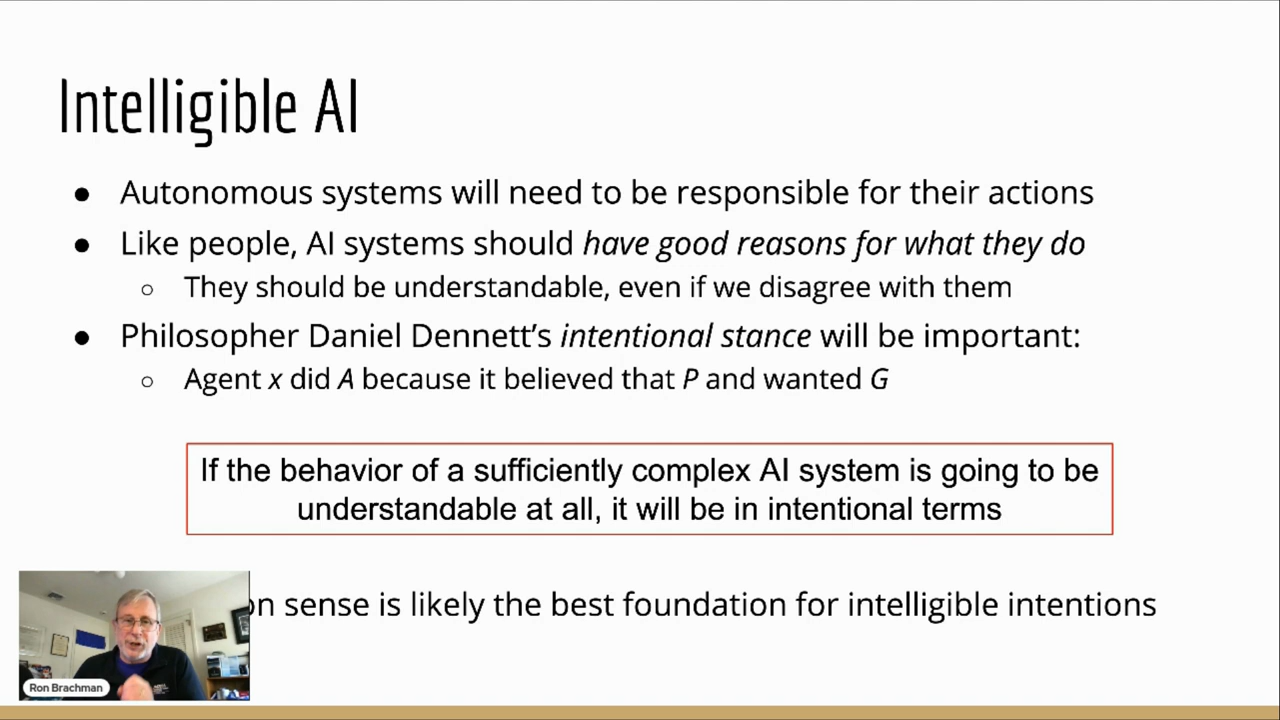 Intelligible AI
● Autonomous systems will need to be responsible for their actions
● Like people, AI systems should have good reasons for what they do
○ They should be understandable, even if we disagree with them
● Philosopher Daniel Dennett’s intentional stance will be important:
○ Agent x did A because it believed that P and wanted G
If the behavior of a sufficiently complex AI system is going to be
understandable at all, it will be in intentional terms
sense is likely the best foundation for intelligible intentions
Ron Brachman